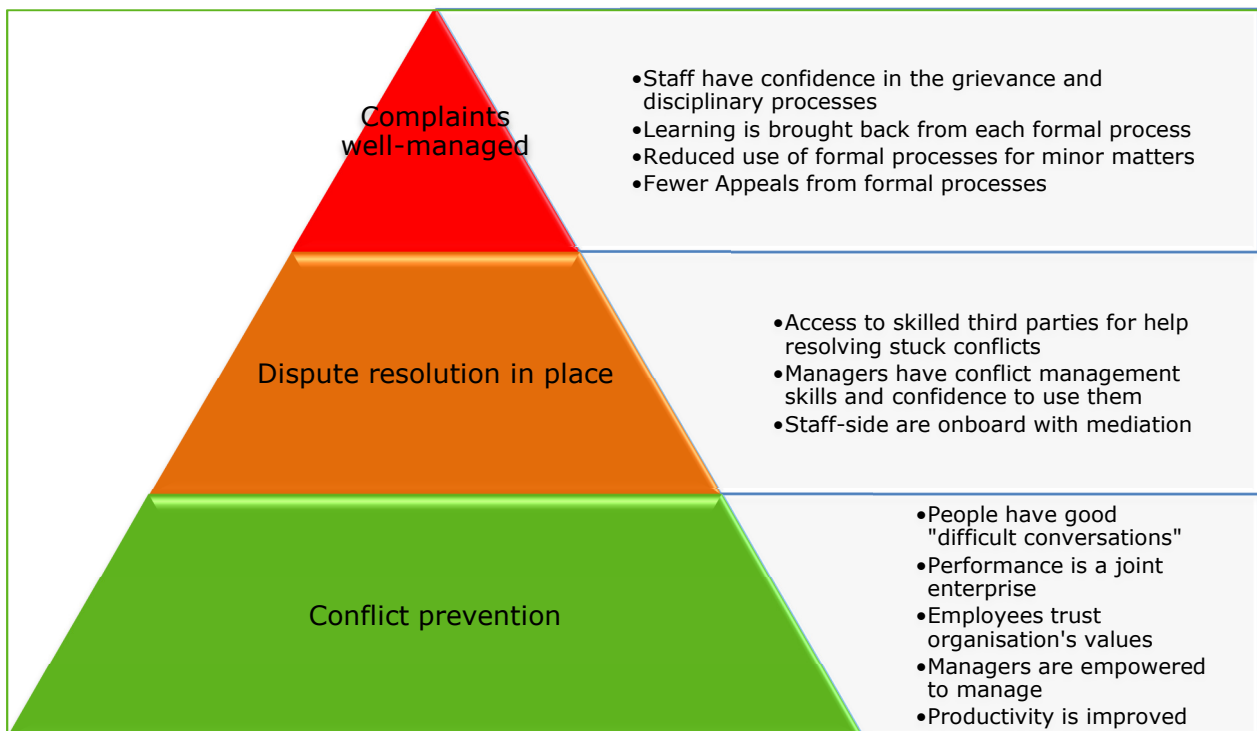 Complaints
well-managed
•Staff have confidence in the grievance and
disciplinary processes
•Learning is brought back from each formal process
•Reduced use of formal processes for minor matters
•Fewer Appeals from formal processes
Dispute resolution in place
•Access to skilled third parties for help
resolving stuck conflicts
•Managers have conflict management
skills and confidence to use them
•Staff-side are onboard with mediation
Conflict prevention
•People have good
"difficult conversations"
•Performance is a joint
enterprise
•Employees trust
organisation's values
•Managers are empowered
to manage
•Productivity is improved